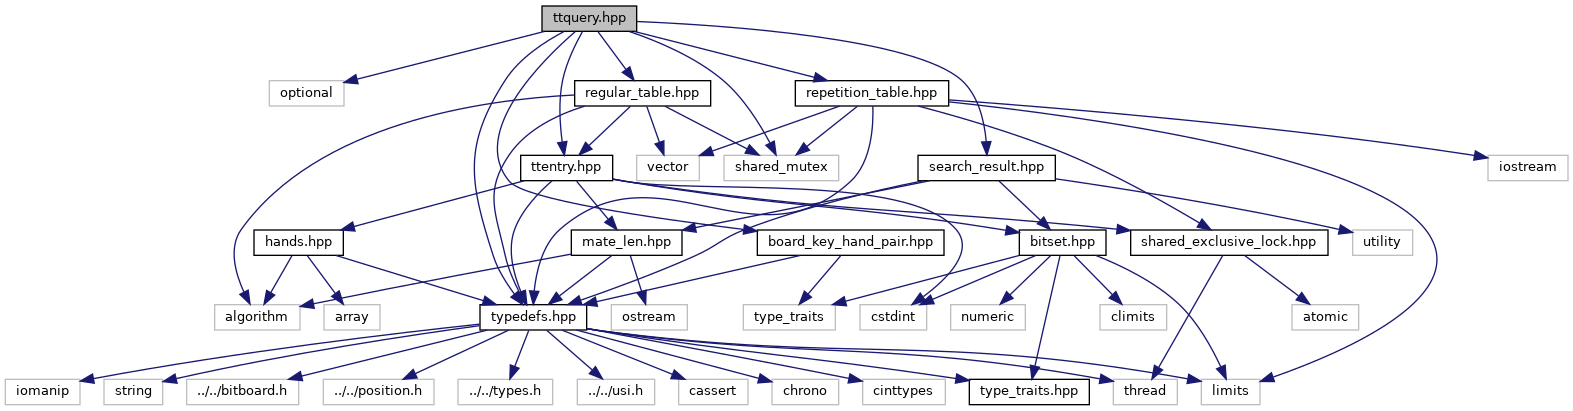 ttquery.hpp
optional
regular_table.hpp
repetition_table.hpp
ttentry.hpp
vector
shared_mutex
search_result.hpp
iostream
hands.hpp
mate_len.hpp
board_key_hand_pair.hpp
bitset.hpp
shared_exclusive_lock.hpp
utility
algorithm
array
typedefs.hpp
ostream
type_traits
cstdint
numeric
climits
atomic
iomanip
string
../../bitboard.h
../../position.h
../../types.h
../../usi.h
cassert
chrono
cinttypes
type_traits.hpp
thread
limits